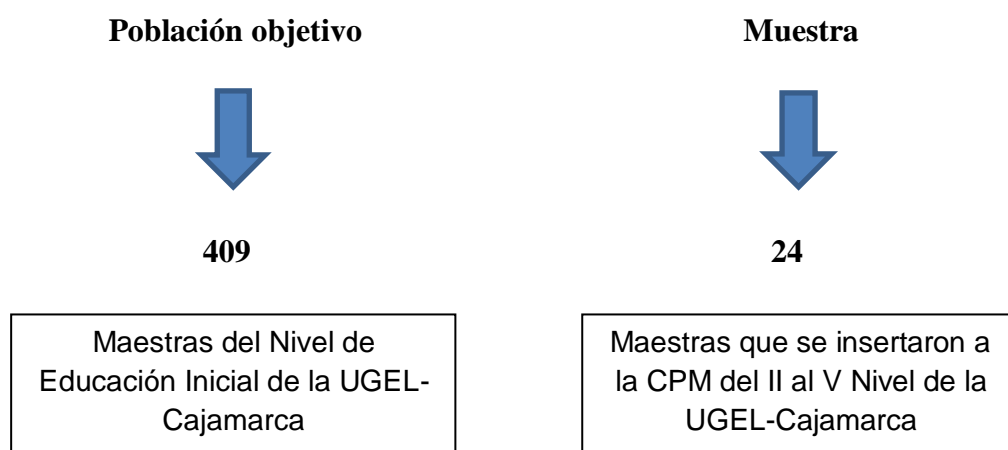 Población objetivo
Muestra
409
24
Maestras del Nivel de
Educación Inicial de la UGEL-
Cajamarca
Maestras que se insertaron a
la CPM del II al V Nivel de la
UGEL-Cajamarca